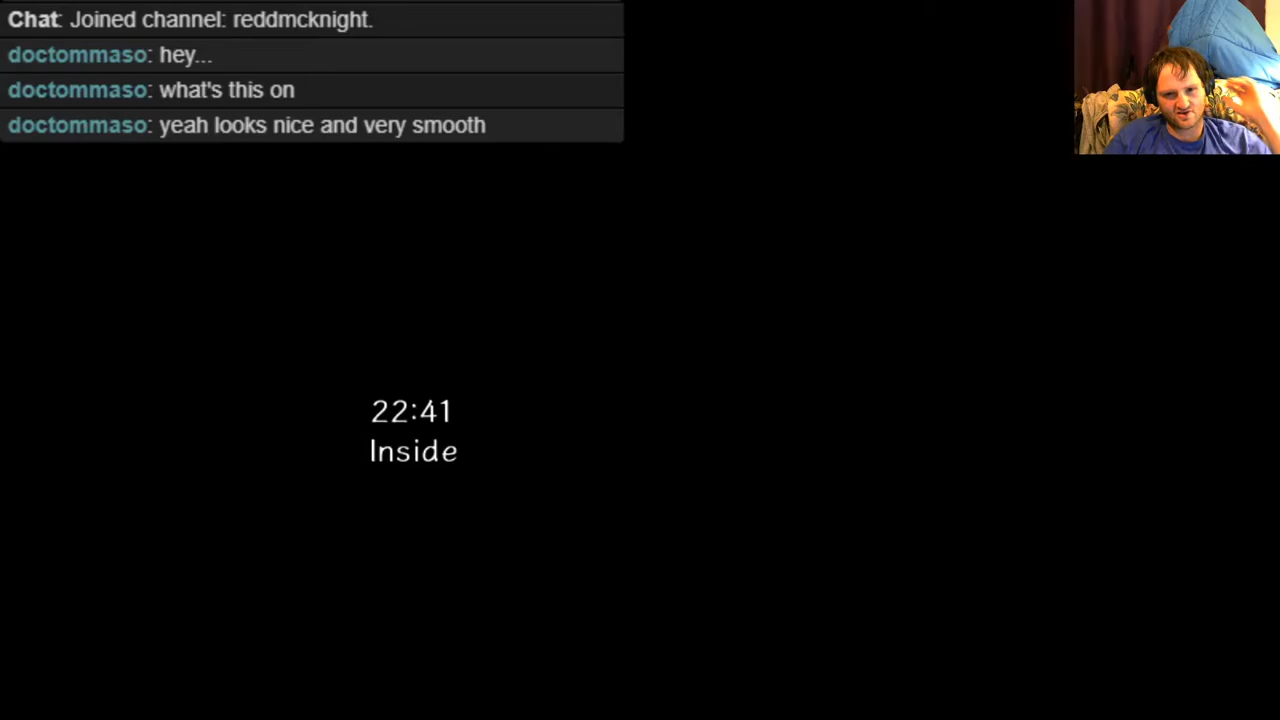 Chat: Joined channel: reddmcknight.
doctommaso: hey...
doctommaso: what's this on
doctommaso: yeah looks nice and very smooth
22:41
Inside